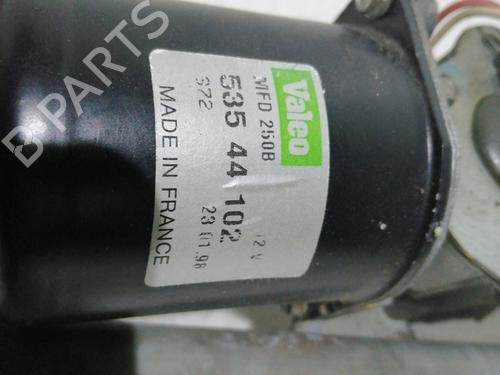 Valeo
MFD 250B
535 44 102
372
12 V
MADE IN FRANCE
23.01.98
B-PARTS